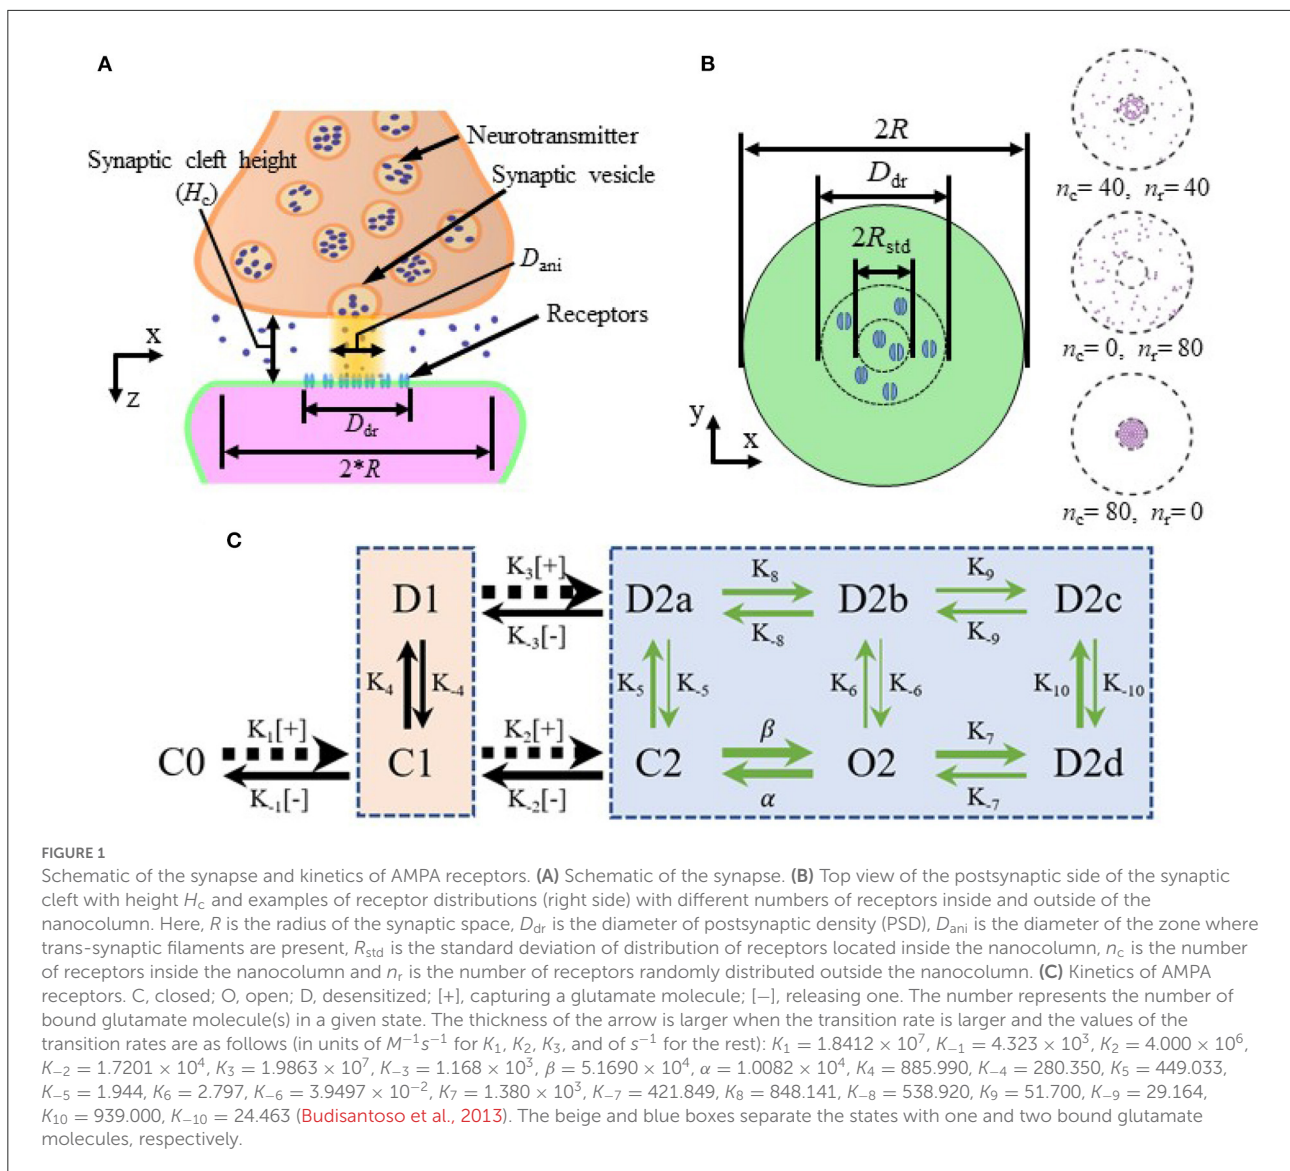 A
Neurotransmitter
Synaptic cleft height
(Hc)
Synaptic vesicle
Dani
Receptors
x
z
Ddr
2*R
B
2R
Ddr
2Rstd
y
x
nc= 40, nr= 40
nc= 0, nr= 80
nc= 80, nr= 0
C
K3[+]
K8
K9
D1
D2a
D2b
D2c
K-3[-]
K-8
K-9
K4
K-4
K5
K-5
K6
K-6
K10
K-10
K1[+]
K2[+]
β
K7
C0
C1
C2
O2
D2d
K-1[-]
K-2[-]
α
K-7
FIGURE 1
Schematic of the synapse and kinetics of AMPA receptors. (A) Schematic of the synapse. (B) Top view of the postsynaptic side of the synaptic
cleft with height Hc and examples of receptor distributions (right side) with different numbers of receptors inside and outside of the
nanocolumn. Here, R is the radius of the synaptic space, Ddr is the diameter of postsynaptic density (PSD), Dani is the diameter of the zone where
trans-synaptic filaments are present, Rstd is the standard deviation of distribution of receptors located inside the nanocolumn, nc is the number
of receptors inside the nanocolumn and nr is the number of receptors randomly distributed outside the nanocolumn. (C) Kinetics of AMPA
receptors. C, closed; O, open; D, desensitized; [+], capturing a glutamate molecule; [−], releasing one. The number represents the number of
bound glutamate molecule(s) in a given state. The thickness of the arrow is larger when the transition rate is larger and the values of the
transition rates are as follows (in units of M⁻¹s⁻¹ for K1, K2, K3, and of s⁻¹ for the rest): K1 = 1.8412 × 10⁷, K−1 = 4.323 × 10³, K2 = 4.000 × 10⁶,
K−2 = 1.7201 × 10⁴, K3 = 1.9863 × 10⁷, K−3 = 1.168 × 10³, β = 5.1690 × 10⁴, α = 1.0082 × 10⁴, K4 = 885.990, K−4 = 280.350, K5 = 449.033,
K−5 = 1.944, K6 = 2.797, K−6 = 3.9497 × 10⁻², K7 = 1.380 × 10³, K−7 = 421.849, K8 = 848.141, K−8 = 538.920, K9 = 51.700, K−9 = 29.164,
K10 = 939.000, K−10 = 24.463 (Budisantoso et al., 2013). The beige and blue boxes separate the states with one and two bound glutamate
molecules, respectively.